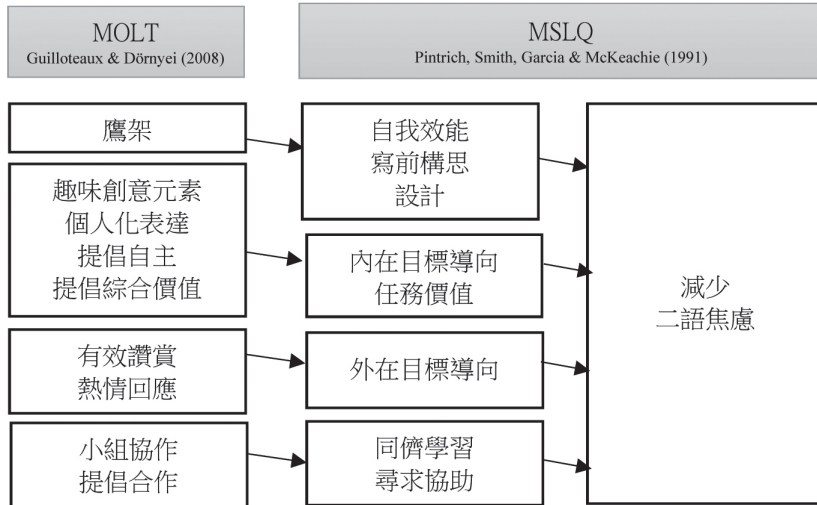 MOLT
Guilloteaux & Dörnyei (2008)
MSLQ
Pintrich, Smith, Garcia & McKeachie (1991)
鷹架
趣味創意元素
個人化表達
提倡自主
提倡綜合價值
有效讚賞
熱情回應
小組協作
提倡合作
自我效能
寫前構思
設計
內在目標導向
任務價值
外在目標導向
同儕學習
尋求協助
減少
二語焦慮